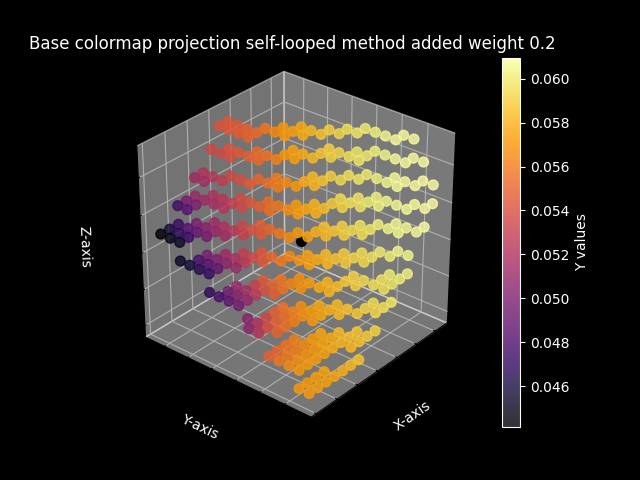 Base colormap projection self-looped method added weight 0.2
0.060
0.058
0.056
0.054
0.052
0.050
0.048
0.046
Y values
Z-axis
Y-axis
X-axis